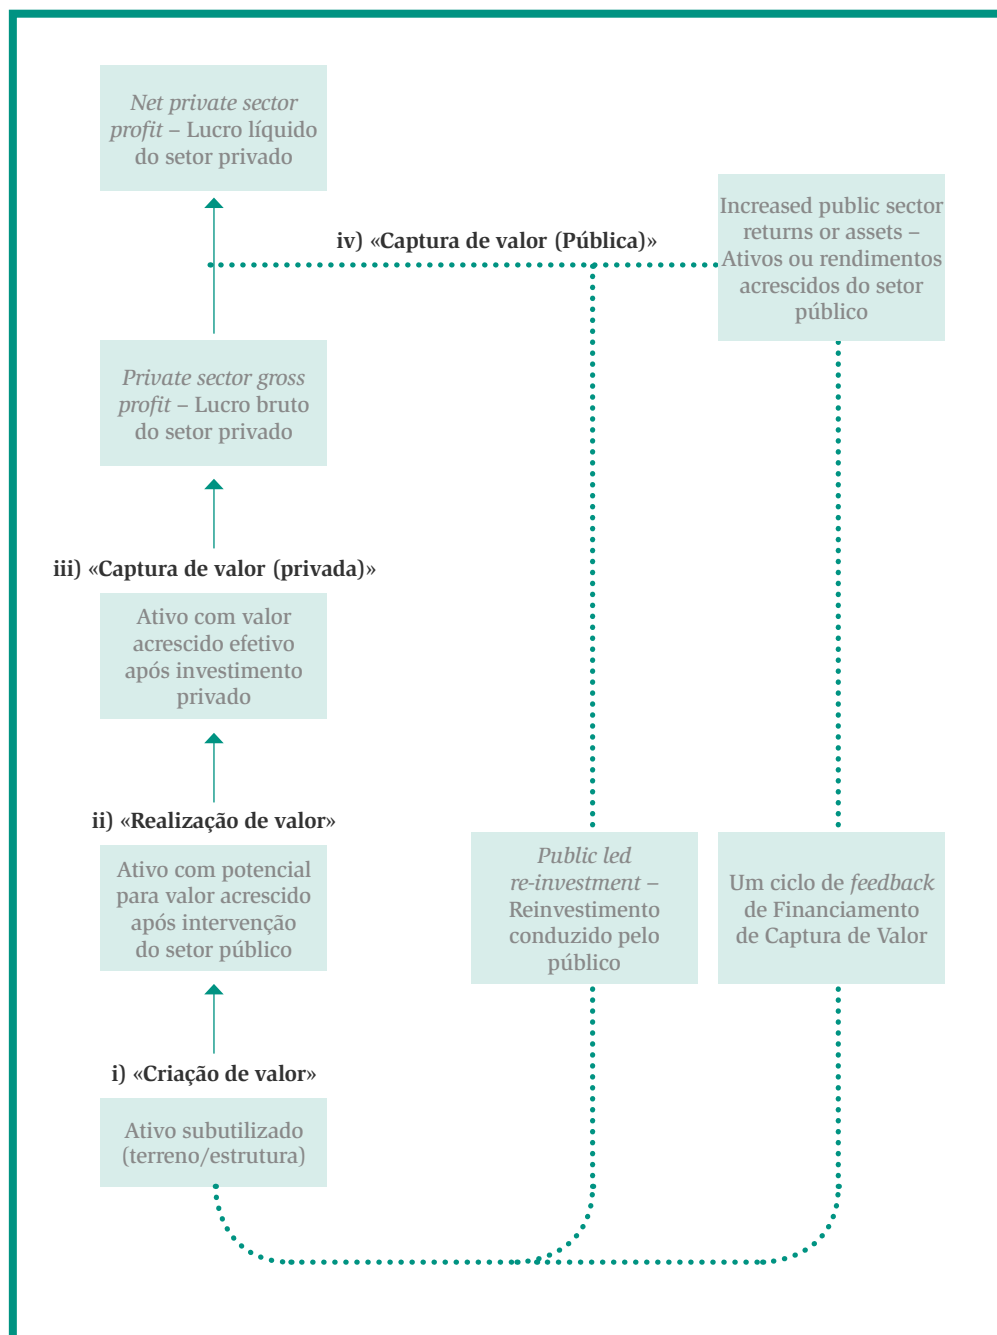 Net private sector
profit – Lucro líquido
do setor privado
iv) «Captura de valor (Pública)»
Increased public sector
returns or assets –
Ativos ou rendimentos
acrescidos do setor
público
Private sector gross
profit – Lucro bruto
do setor privado
iii) «Captura de valor (privada)»
Ativo com valor
acrescido efetivo
após investimento
privado
ii) «Realização de valor»
Ativo com potencial
para valor acrescido
após intervenção
do setor público
Public led
re-investment –
Reinvestimento
conduzido pelo
público
Um ciclo de feedback
de Financiamento
de Captura de Valor
i) «Criação de valor»
Ativo subutilizado
(terreno/estrutura)